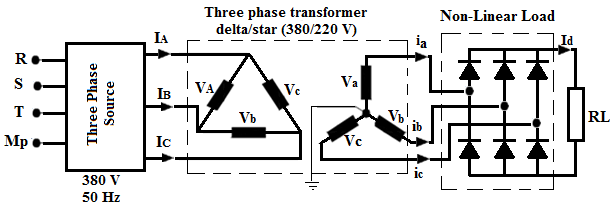 Three phase transformer
delta/star (380/220 V)
Non-Linear Load
R
S
T
Mp
Three Phase
Source
380 V
50 Hz
IA
IB
IC
VA
Vc
Vb
Va
Vb
Vc
ia
ib
ic
Id
RL